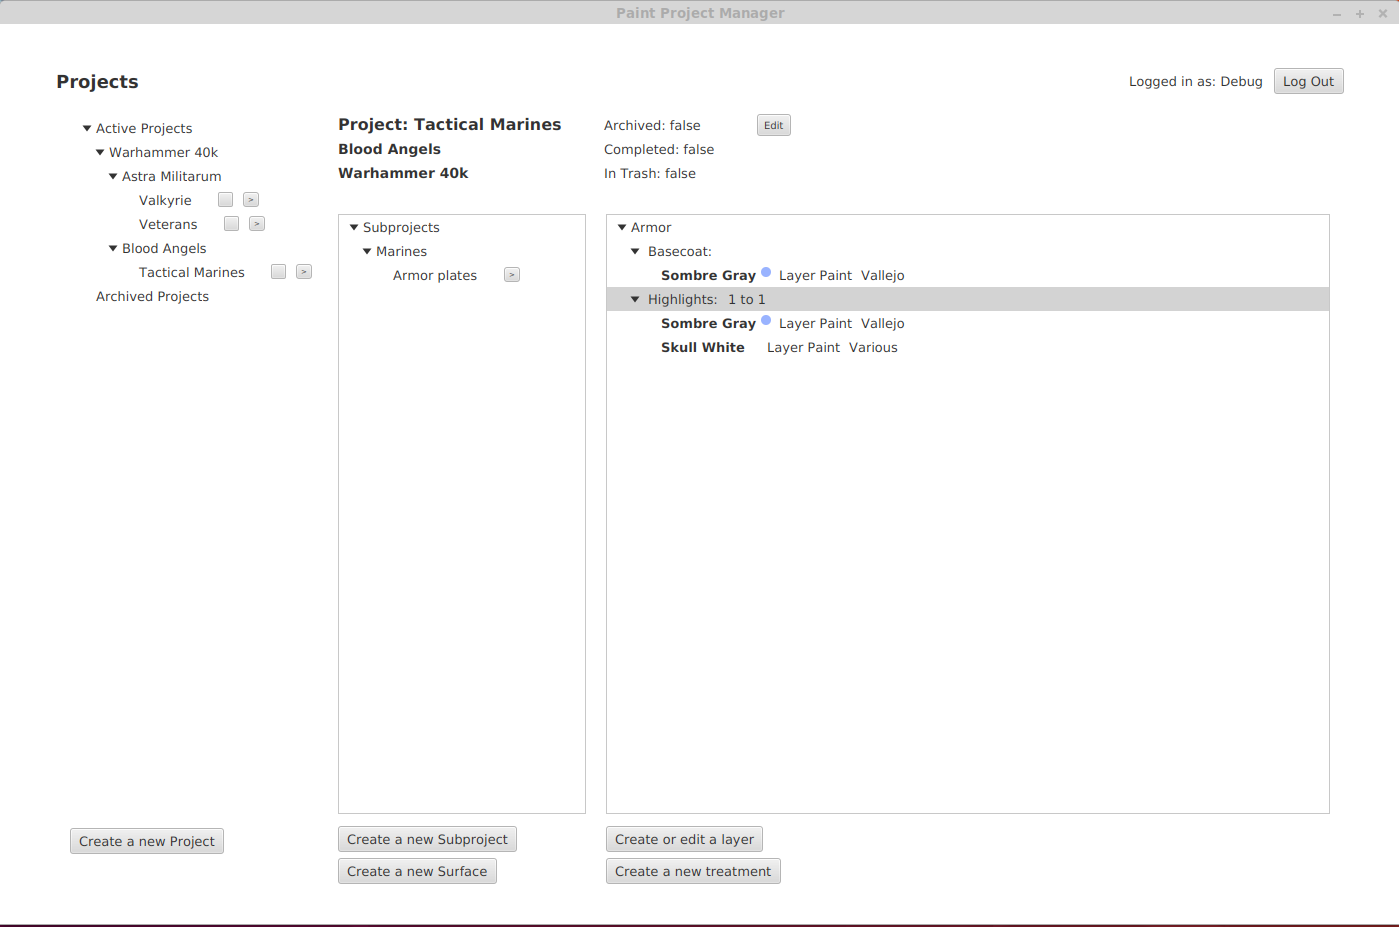 Paint Project Manager
Projects
Logged in as: Debug
Log Out
Active Projects
Warhammer 40k
Astra Militarum
Valkyrie >
Veterans >
Blood Angels
Tactical Marines >
Archived Projects
Create a new Project
Project: Tactical Marines
Blood Angels
Warhammer 40k
Archived: false
Edit
Completed: false
In Trash: false
Subprojects
Marines
Armor plates >
Create a new Subproject
Create a new Surface
Armor
Basecoat:
Sombre Gray Layer Paint Vallejo
Highlights: 1 to 1
Sombre Gray Layer Paint Vallejo
Skull White Layer Paint Various
Create or edit a layer
Create a new treatment